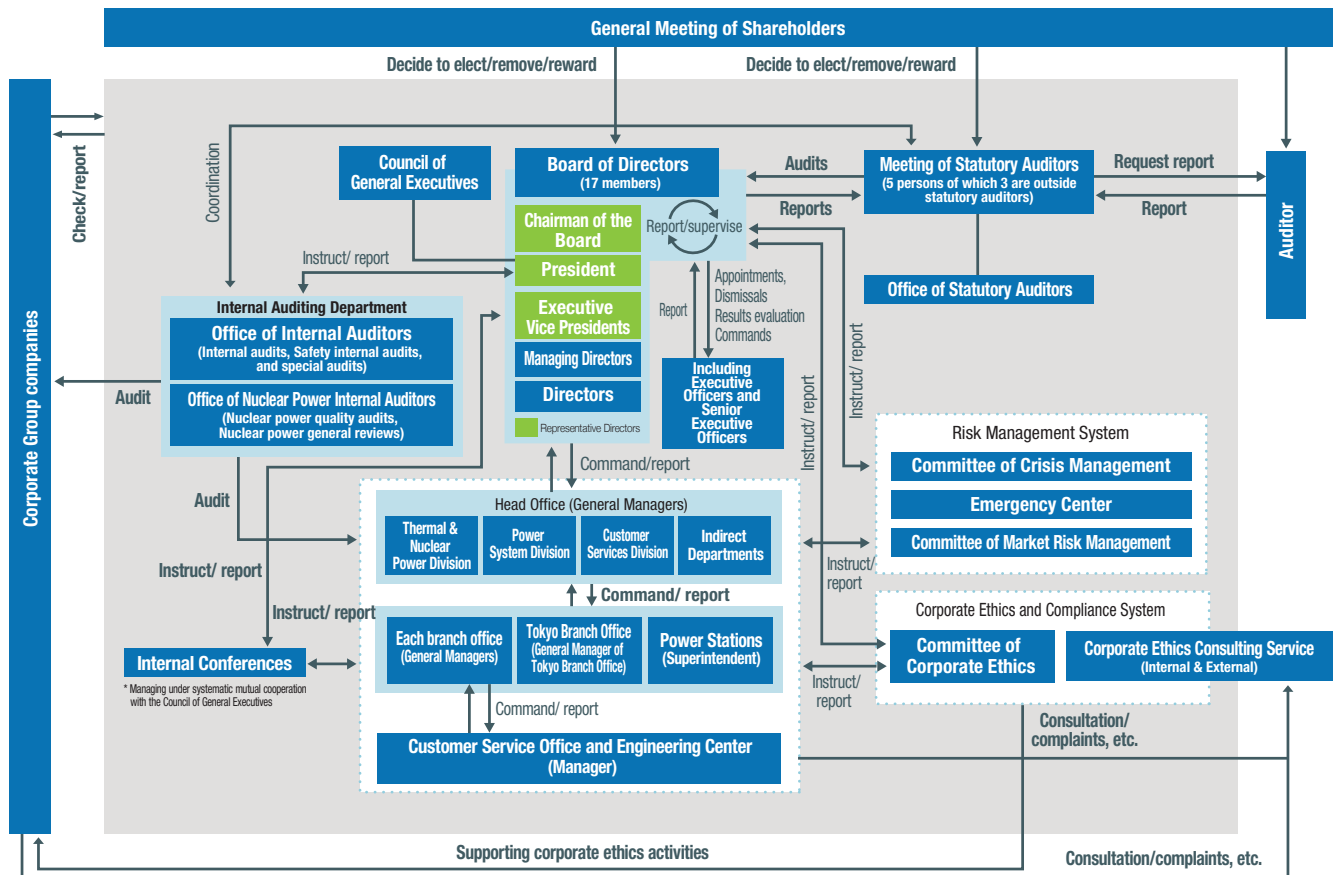 General Meeting of Shareholders
Decide to elect/remove/reward
Decide to elect/remove/reward
Corporate Group companies
Check/report
Coordination
Council of
General Executives
Board of Directors
(17 members)
Audits
Reports
Meeting of Statutory Auditors
(5 persons of which 3 are outside
statutory auditors)
Request report
Report
Auditor
Chairman of the
Board
Report/supervise
President
Instruct/ report
Executive
Vice Presidents
Managing Directors
Directors
Representative Directors
Report
Appointments,
Dismissals
Results evaluation
Commands
Office of Statutory Auditors
Internal Auditing Department
Office of Internal Auditors
(Internal audits, Safety internal audits,
and special audits)
Office of Nuclear Power Internal Auditors
(Nuclear power quality audits,
Nuclear power general reviews)
Audit
Including
Executive
Officers and
Senior
Executive
Officers
Instruct/ report
Instruct/ report
Risk Management System
Committee of Crisis Management
Emergency Center
Committee of Market Risk Management
Command/report
Audit
Head Office (General Managers)
Thermal &
Nuclear
Power Division
Power
System Division
Customer
Services Division
Indirect
Departments
Instruct/
report
Instruct/ report
Command/ report
Instruct/ report
Corporate Ethics and Compliance System
Each branch office
(General Managers)
Tokyo Branch Office
(General Manager of
Tokyo Branch Office)
Power Stations
(Superintendent)
Committee of
Corporate Ethics
Corporate Ethics Consulting Service
(Internal & External)
Internal Conferences
* Managing under systematic mutual cooperation
with the Council of General Executives
Instruct/
report
Command/ report
Customer Service Office and Engineering Center
(Manager)
Consultation/
complaints, etc.
Supporting corporate ethics activities
Consultation/complaints, etc.